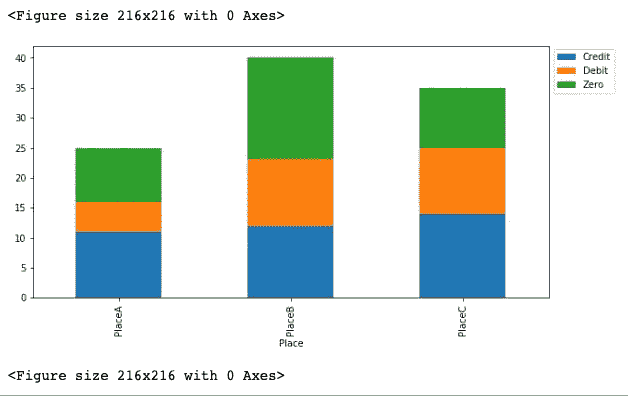 <Figure size 216x216 with 0 Axes>
40
35
30
25
20
15
10
5
0
Credit
Debit
Zero
PlaceA
PlaceB
PlaceC
Place
<Figure size 216x216 with 0 Axes>